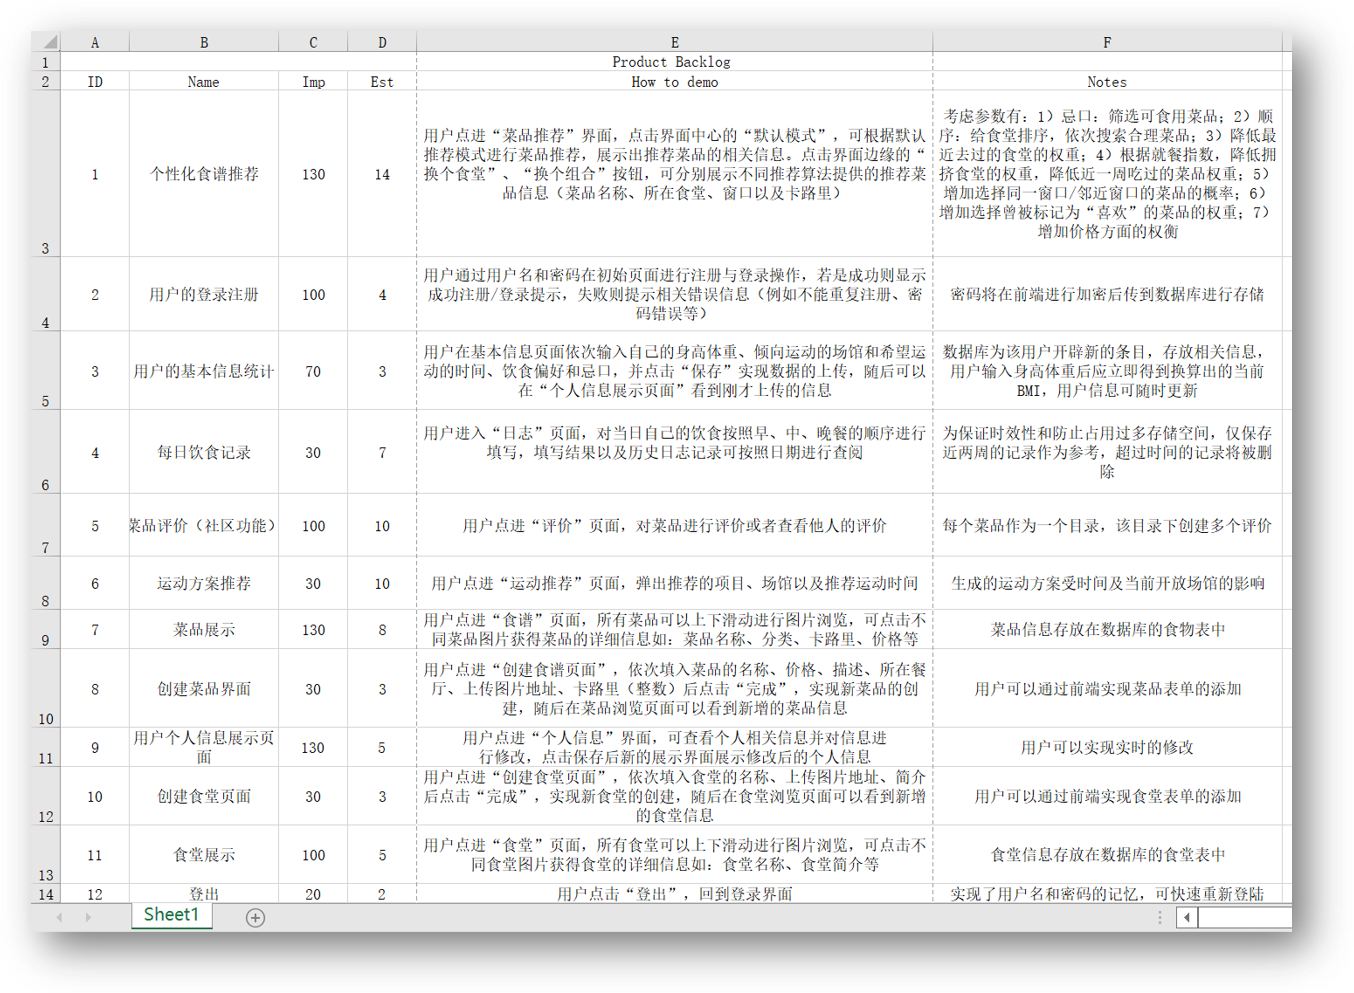 A B C D E F
1 Product Backlog
2 ID Name Imp Est How to demo Notes
3
1
个性化食谱推荐
130
14
用户点进“菜品推荐”界面，点击界面中心的“默认模式”，可根据默认
推荐模式进行菜品推荐，展示出推荐菜品的相关信息。点击界面边缘的“
换个食堂”、“换个组合”按钮，可分别展示不同推荐算法提供的推荐菜
品信息（菜品名称、所在食堂、窗口以及卡路里）
考虑参数有：1）忌口：筛选可食用菜品；2）顺
序：给食堂排序，依次搜索合理菜品；3）降低最
近去过的食堂的权重；4）根据就餐指数，降低拥
挤食堂的权重，降低近一周吃过的菜品权重；5）
增加选择同一窗口/邻近窗口的菜品的概率；6）
增加选择曾被标记为“喜欢”的菜品的权重；7）
增加价格方面的权衡
4
2
用户的登录注册
100
4
用户通过用户名和密码在初始页面进行注册与登录操作，若是成功则显示
成功注册/登录提示，失败则提示相关错误信息（例如不能重复注册、密
码错误等）
密码将在前端进行加密后传到数据库进行存储
5
3
用户的基本信息统计
70
3
用户在基本信息页面依次输入自己的身高体重、倾向运动的场馆和希望运
动的时间、饮食偏好和忌口，并点击“保存”实现数据的上传，随后可以
在“个人信息展示页面”看到刚才上传的信息
数据库为该用户开辟新的条目，存放相关信息，
用户输入身高体重后应立即得到换算出的当前
BMI，用户信息可随时更新
6
4
每日饮食记录
30
7
用户进入“日志”页面，对当日自己的饮食按照早、中、晚餐的顺序进行
填写，填写结果以及历史日志记录可按照日期进行查阅
为保证时效性和防止占用过多存储空间，仅保存
近两周的记录作为参考，超过时间的记录将被删
除
7
5
菜品评价（社区功能）
100
10
用户点进“评价”页面，对菜品进行评价或者查看他人的评价
每个菜品作为一个目录，该目录下创建多个评价
8
6
运动方案推荐
30
10
用户点进“运动推荐”页面，弹出推荐的项目、场馆以及推荐运动时间
生成的运动方案受时间及当前开放场馆的影响
9
7
菜品展示
130
8
用户点进“食谱”页面，所有菜品可以上下滑动进行图片浏览，可点击不
同菜品图片获得菜品的详细信息如：菜品名称、分类、卡路里、价格等
菜品信息存放在数据库的食物表中
10
8
创建菜品界面
30
3
用户点进“创建食谱页面”，依次填入菜品的名称、价格、描述、所在餐
厅、上传图片地址、卡路里（整数）后点击“完成”，实现新菜品的创
建，随后在菜品浏览页面可以看到新增的菜品信息
用户可以通过前端实现菜品表单的添加
11
9
用户个人信息展示页
面
130
5
用户点进“个人信息”界面，可查看个人相关信息并对信息进
行修改，点击保存后新的展示界面展示修改后的个人信息
用户可以实现实时的修改
12
10
创建食堂页面
30
3
用户点进“创建食堂页面”，依次填入食堂的名称、上传图片地址、简介
后点击“完成”，实现新食堂的创建，随后在食堂浏览页面可以看到新增
的食堂信息
用户可以通过前端实现食堂表单的添加
13
11
食堂展示
100
5
用户点进“食堂”页面，所有食堂可以上下滑动进行图片浏览，可点击不
同食堂图片获得食堂的详细信息如：食堂名称、食堂简介等
食堂信息存放在数据库的食堂表中
14
12
登出
20
2
用户点击“登出”，回到登录界面
实现了用户名和密码的记忆，可快速重新登陆
Sheet1